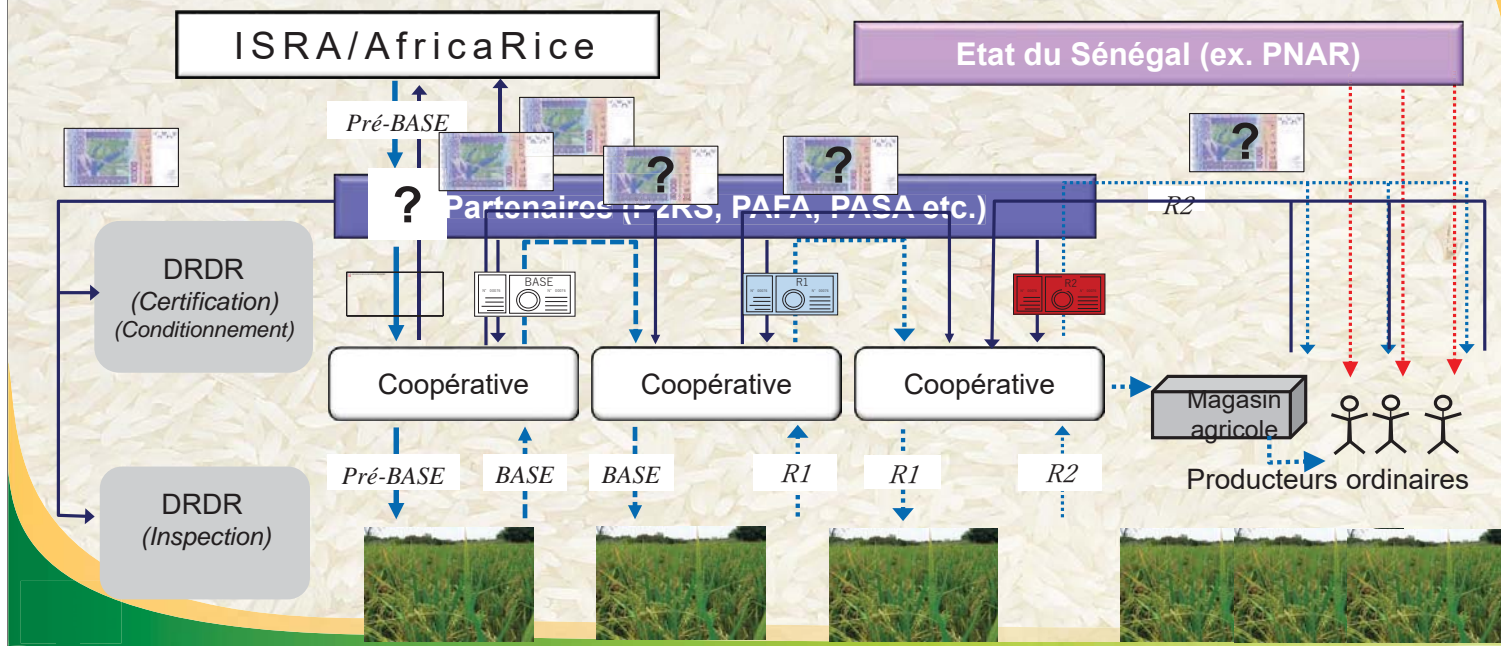 ISRA/AfricaRice
Etat du Sénégal (ex. PNAR)
Pré-BASE
?
?
?
?
Partenaires (P2RS, PAFA, PASA etc.)
R2
DRDR
(Certification)
(Conditionnement)
BASE
R1
R2
Coopérative
Coopérative
Coopérative
Magasin
agricole
Pré-BASE
BASE
BASE
R1
R1
R2
Producteurs ordinaires
DRDR
(Inspection)